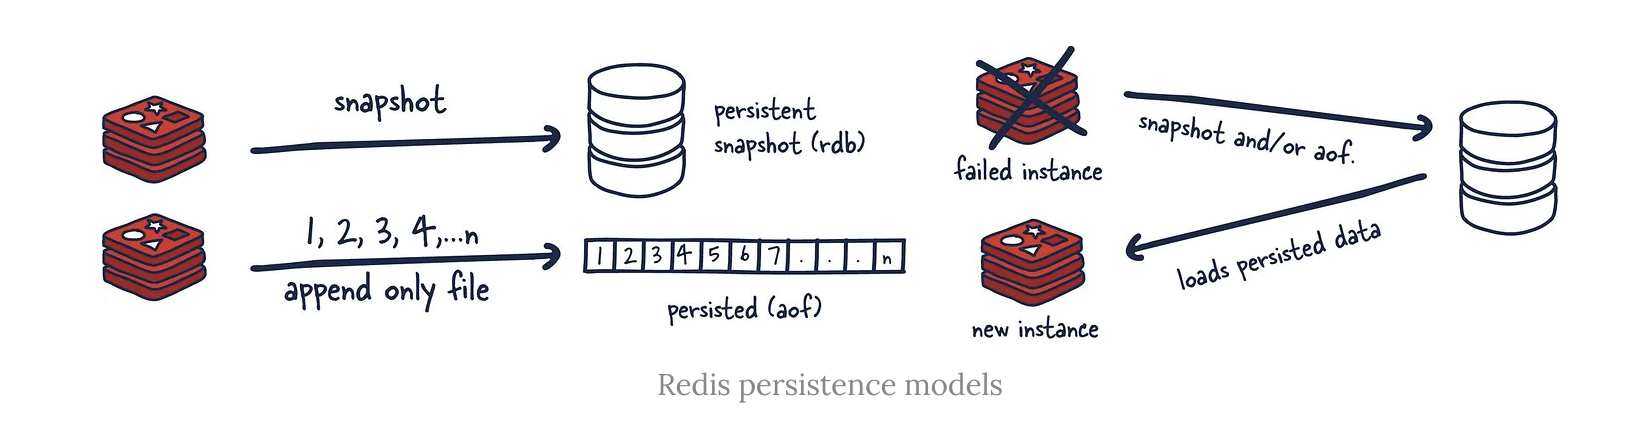 snapshot
persistent
snapshot (rdb)
1, 2, 3, 4,...n
append only file
1 2 3 4 5 6 7 . . . n
persisted (aof)
failed instance
snapshot and/or aof.
loads persisted data
new instance
Redis persistence models